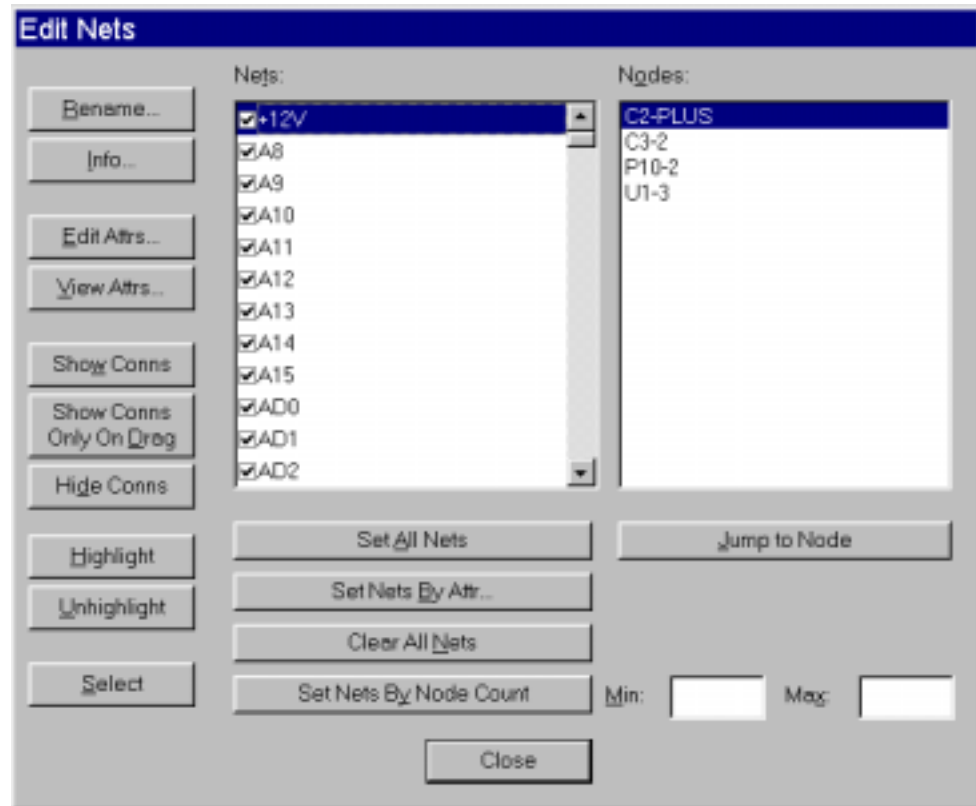 Edit Nets
Rename...
Info...
Edit Attrs...
View Attrs...
Show Conns
Show Conns
Only On Drag
Hide Conns
Highlight
Unhighlight
Select
Nets:
+12V
A8
A9
A10
A11
A12
A13
A14
A15
AD0
AD1
AD2
Set All Nets
Set Nets By Attr...
Clear All Nets
Set Nets By Node Count
Nodes:
C2-PLUS
C3-2
P10-2
U1-3
Jump to Node
Min:
Max:
Close